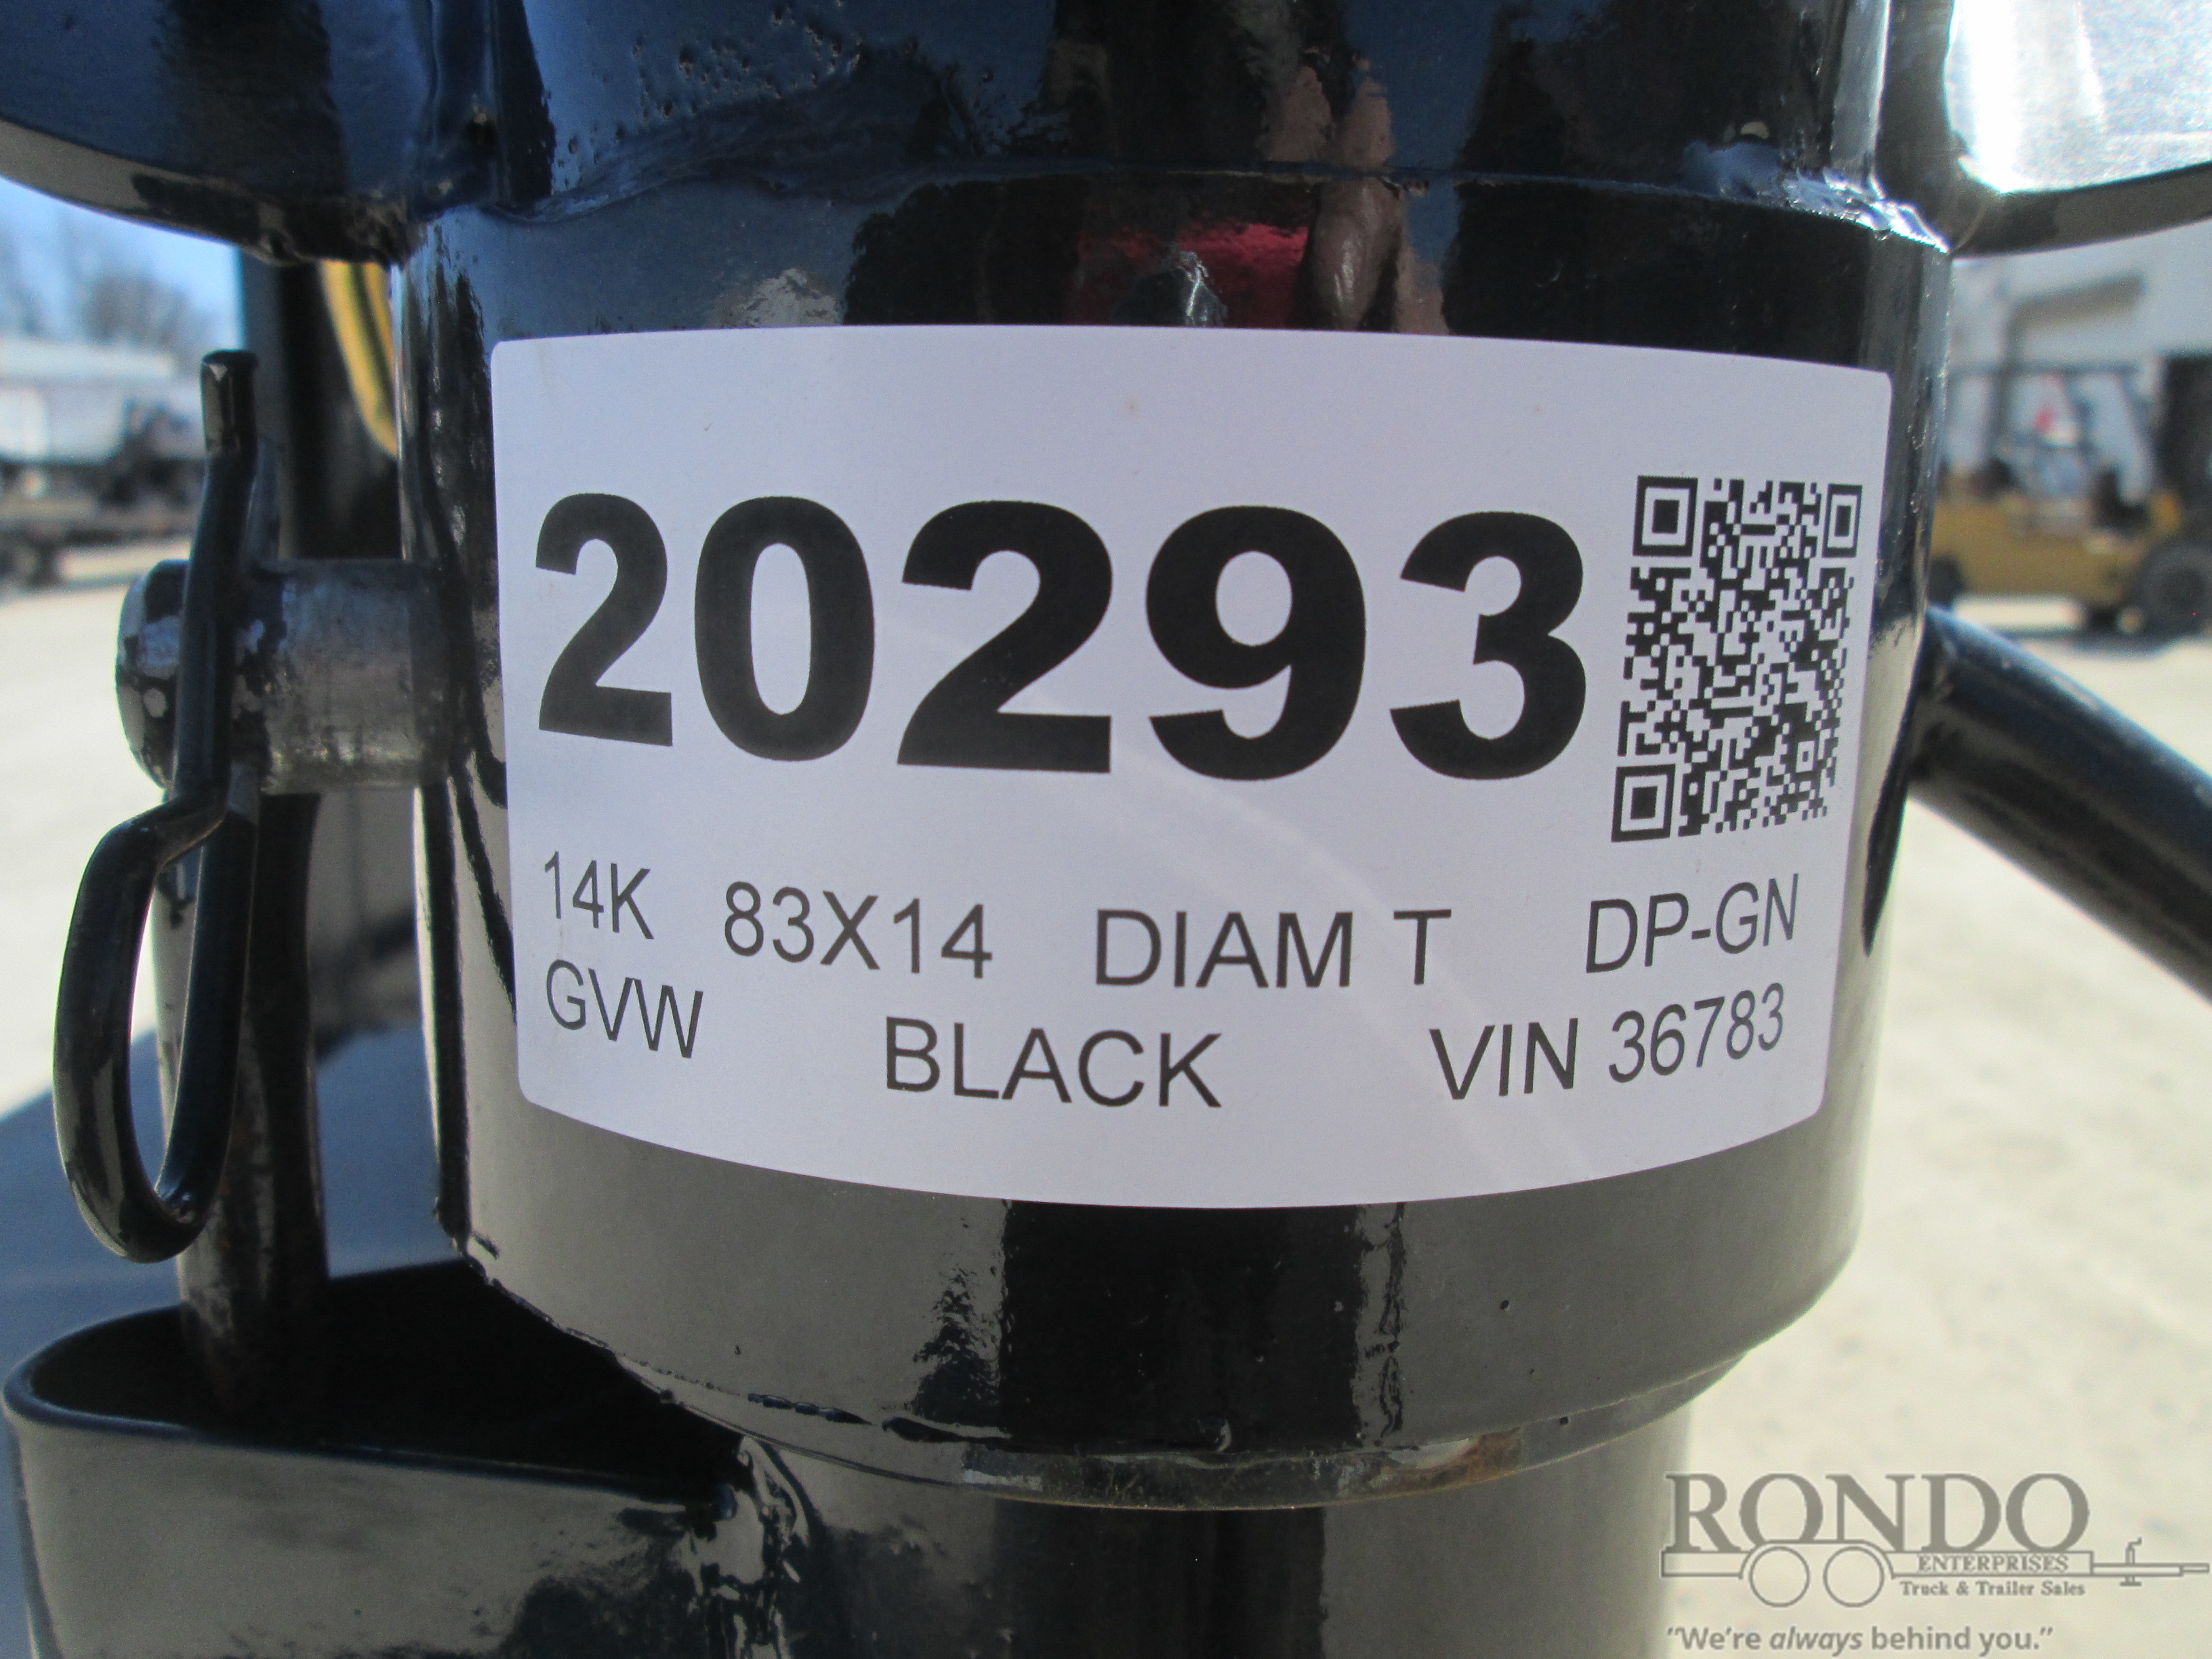 20293
14K 83X14 DIAM T DP-GN
GVW BLACK VIN 36783
RONDO
ENTERPRISES
Truck & Trailer Sales
"We're always behind you."